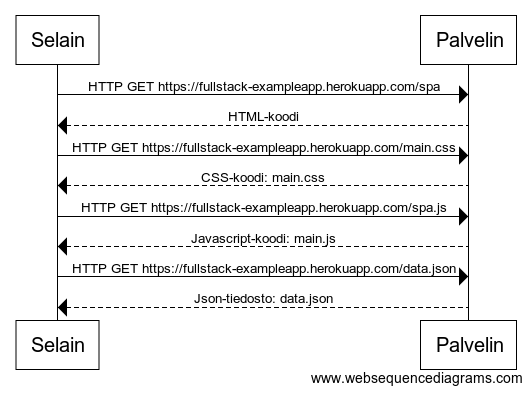 Selain Palvelin
HTTP GET https://fullstack-exampleapp.herokuapp.com/spa
HTML-koodi
HTTP GET https://fullstack-exampleapp.herokuapp.com/main.css
CSS-koodi: main.css
HTTP GET https://fullstack-exampleapp.herokuapp.com/spa.js
Javascript-koodi: main.js
HTTP GET https://fullstack-exampleapp.herokuapp.com/data.json
Json-tiedosto: data.json
Selain Palvelin
www.websequencediagrams.com